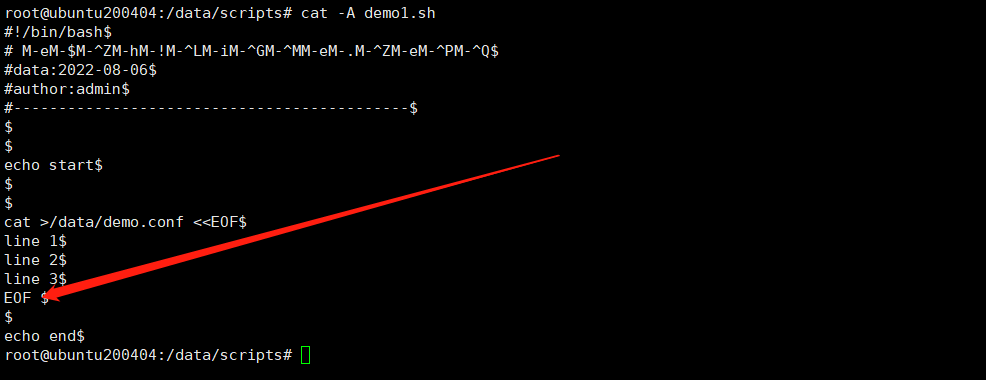 root@ubuntu200404:/data/scripts# cat -A demo1.sh
#!/bin/bash$
# M-eM-$M-^ZM-hM-!M-^LM-iM-^GM-^MM-eM-.M-^ZM-eM-^PM-^Q$
#data:2022-08-06$
#author:admin$
#--------------------------------------------$
$
$
echo start$
$
$
cat >/data/demo.conf <<EOF$
line 1$
line 2$
line 3$
EOF $
$
echo end$
root@ubuntu200404:/data/scripts#